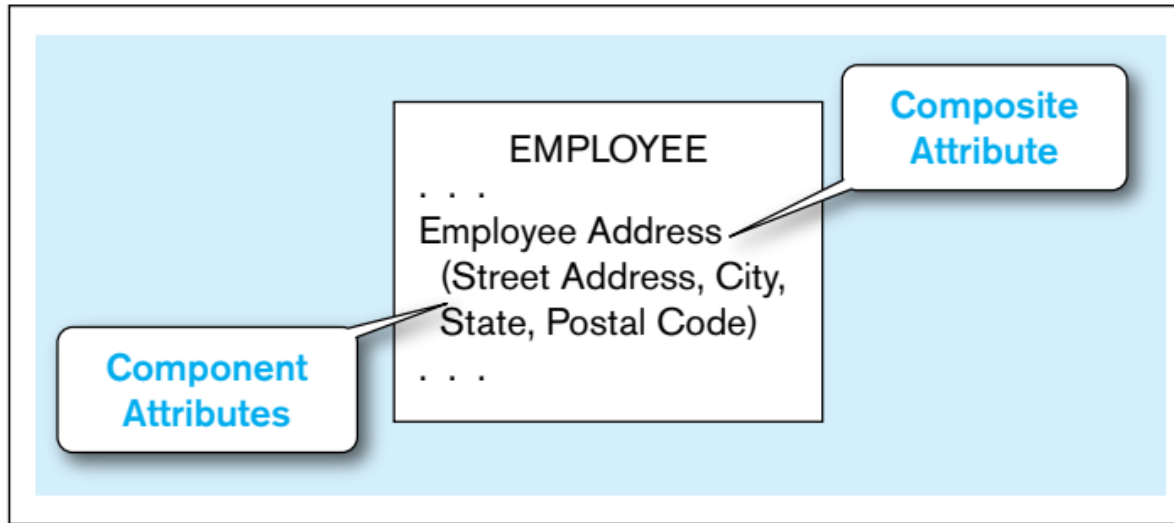 EMPLOYEE
. . .
Employee Address
(Street Address, City,
State, Postal Code)
. . .
Composite
Attribute
Component
Attributes